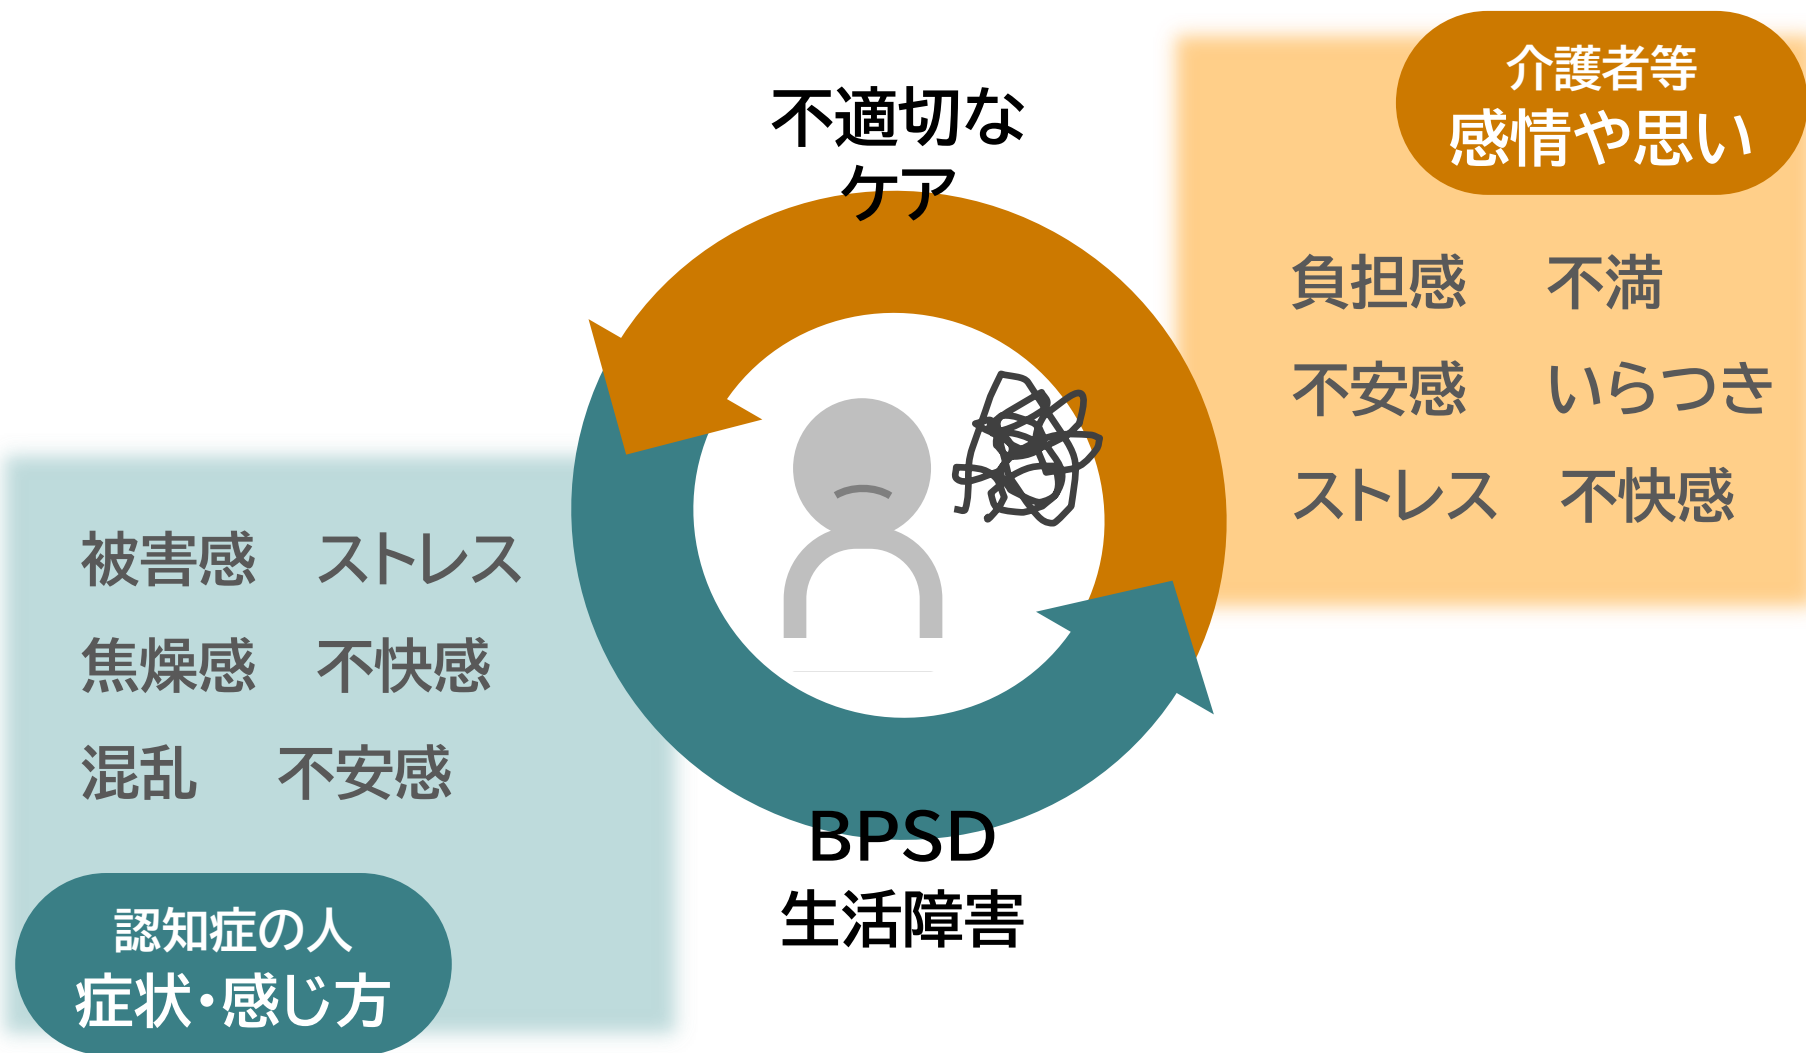 不適切な
ケア
介護者等
感情や思い
負担感 不満
不安感 いらつき
ストレス 不快感
被害感 ストレス
焦燥感 不快感
混乱 不安感
BPSD
生活障害
認知症の人
症状・感じ方